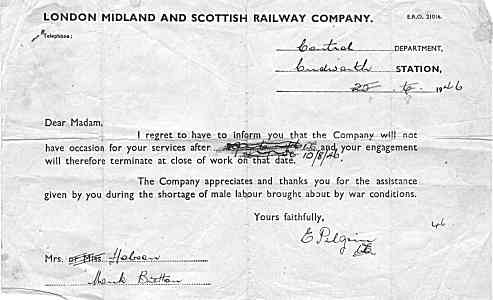 LONDON MIDLAND AND SCOTTISH RAILWAY COMPANY. E.R.O. 21016
Telephone:
Control DEPARTMENT,
Cudworth STATION,
1946
Dear Madam,
I regret to have to inform you that the Company will not
have occasion for your services after and your engagement
will therefore terminate at close of work on that date. 10/8/46.
The Company appreciates and thanks you for the assistance
given by you during the shortage of male labour brought about by war conditions.
Yours faithfully,
E Pilgrim
46
Mrs. or Miss. Hobson
Monk Bretton